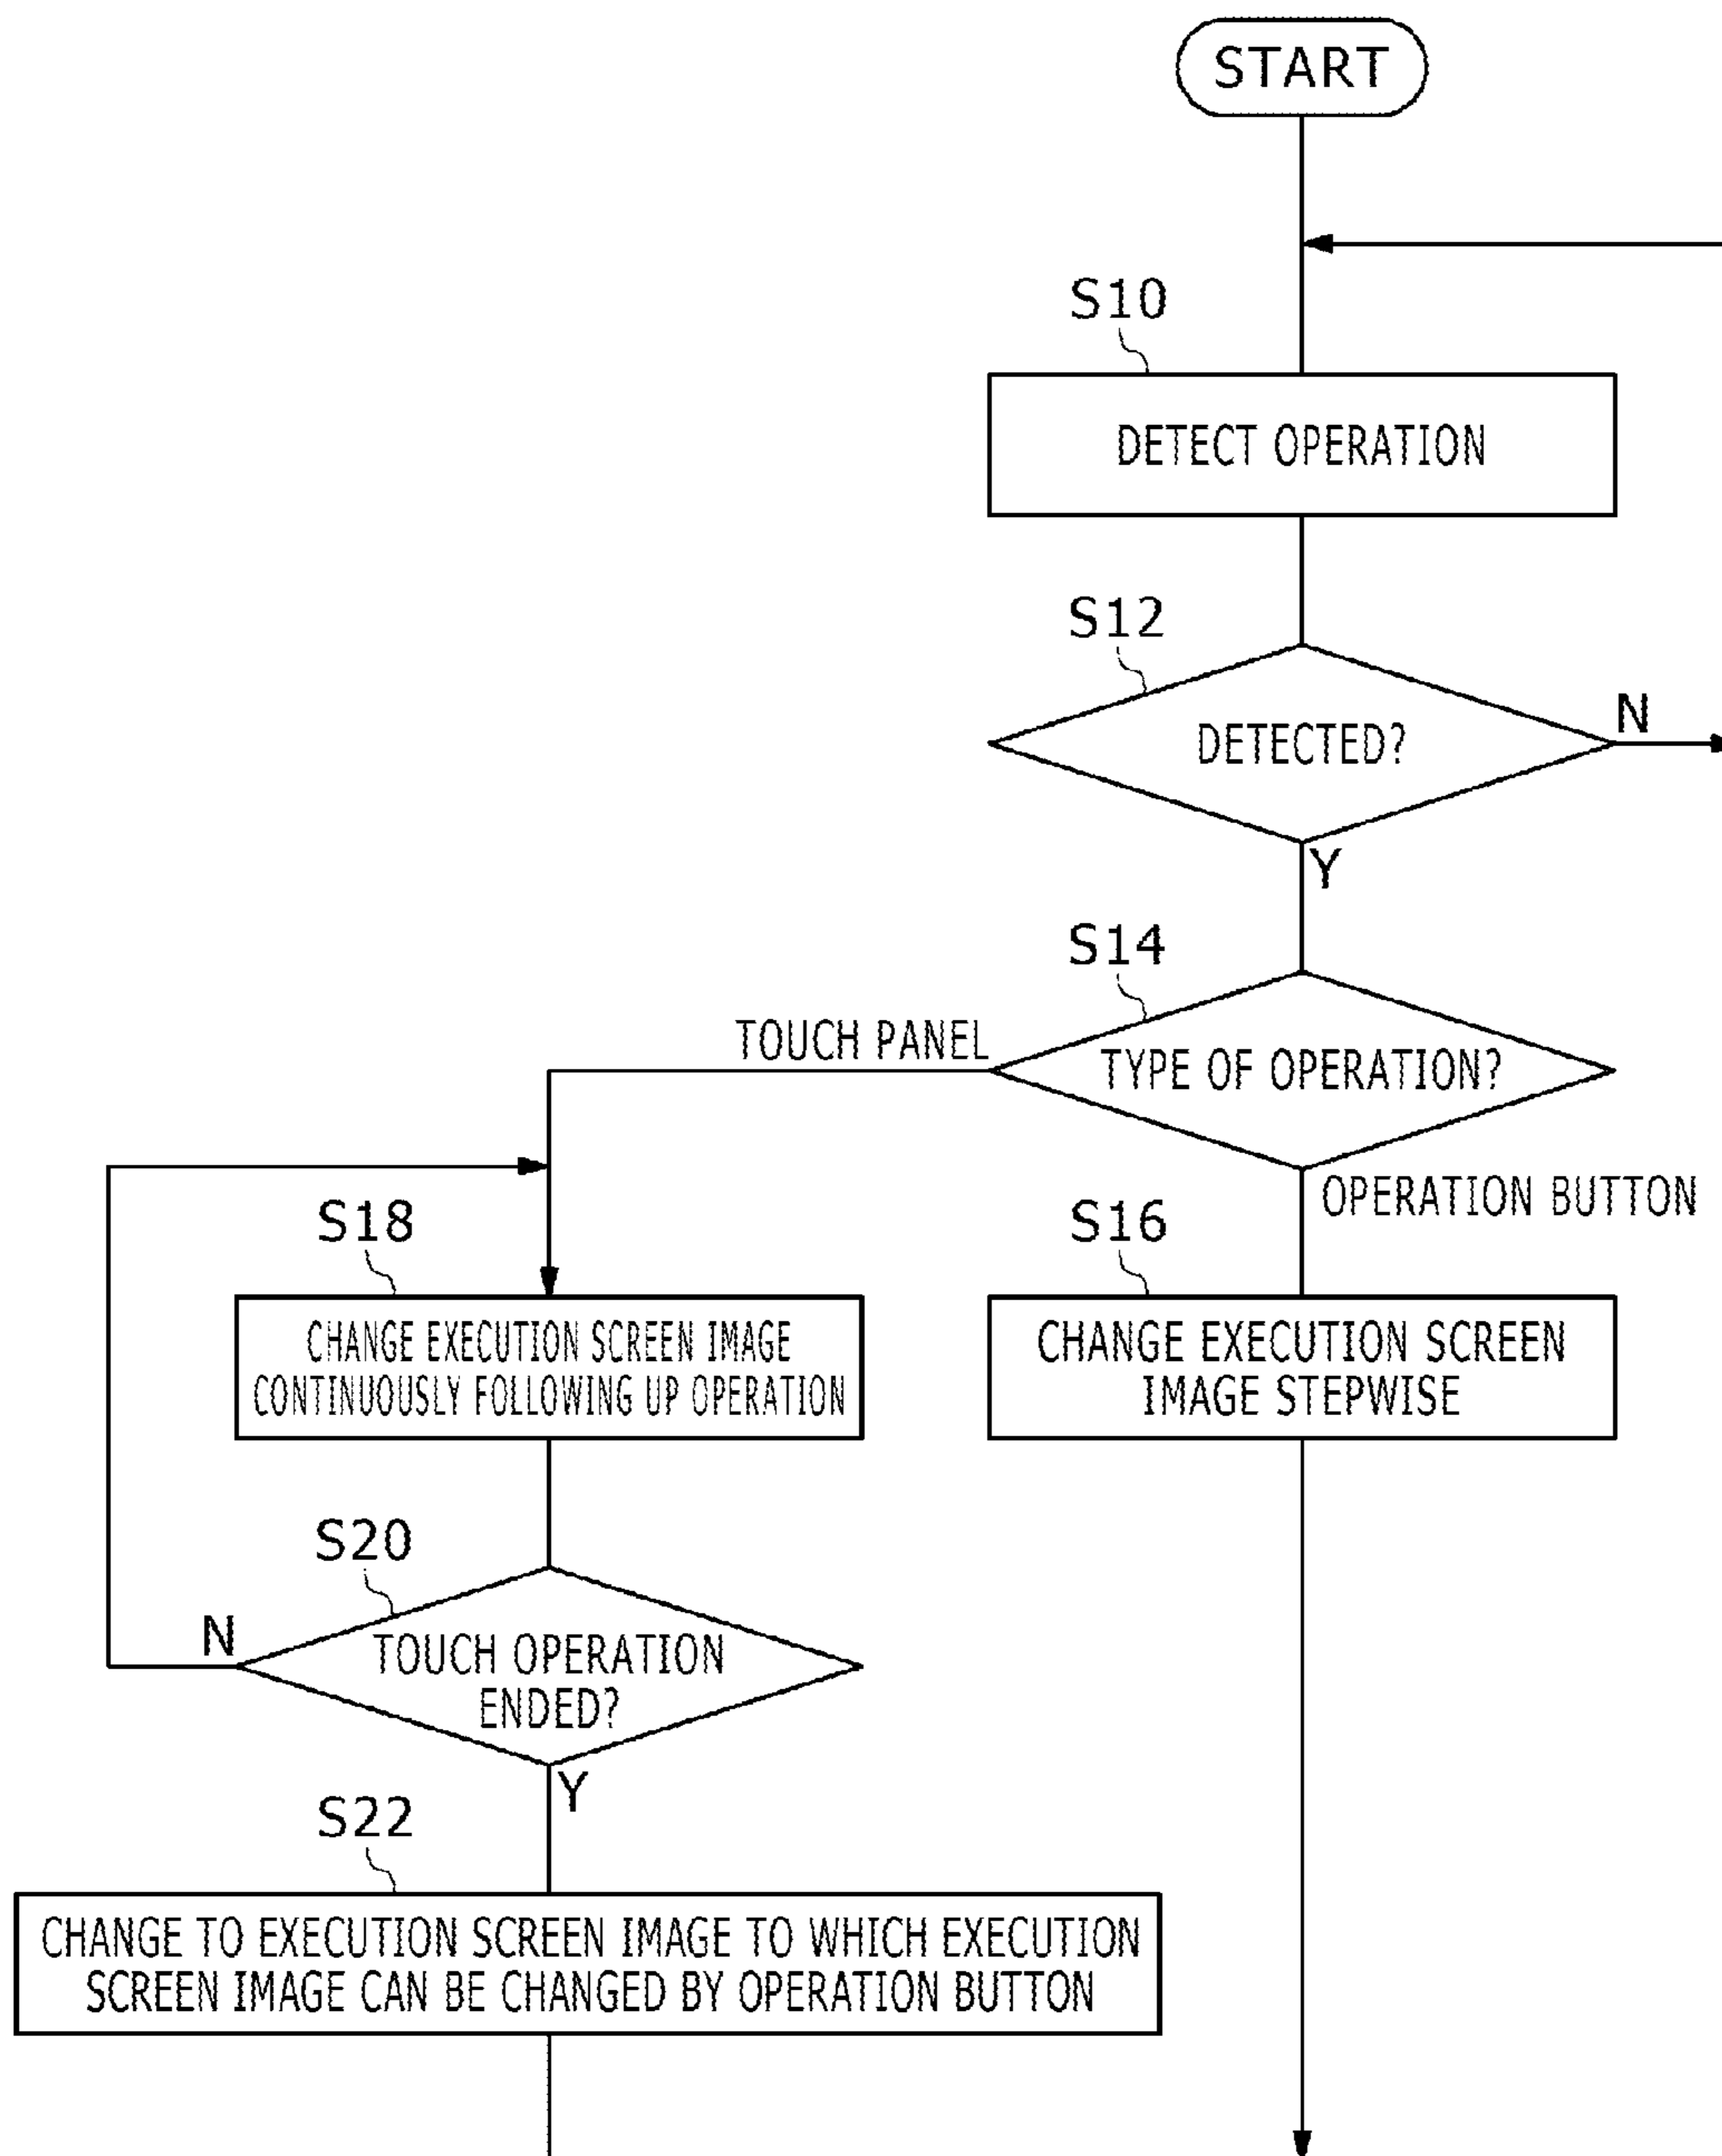 START
S10
DETECT OPERATION
S12
DETECTED?
N
Y
S14
TOUCH PANEL
TYPE OF OPERATION?
OPERATION BUTTON
S18
S16
CHANGE EXECUTION SCREEN IMAGE
CONTINUOUSLY FOLLOWING UP OPERATION
CHANGE EXECUTION SCREEN
IMAGE STEPWISE
S20
N
TOUCH OPERATION
ENDED?
Y
S22
CHANGE TO EXECUTION SCREEN IMAGE TO WHICH EXECUTION
SCREEN IMAGE CAN BE CHANGED BY OPERATION BUTTON